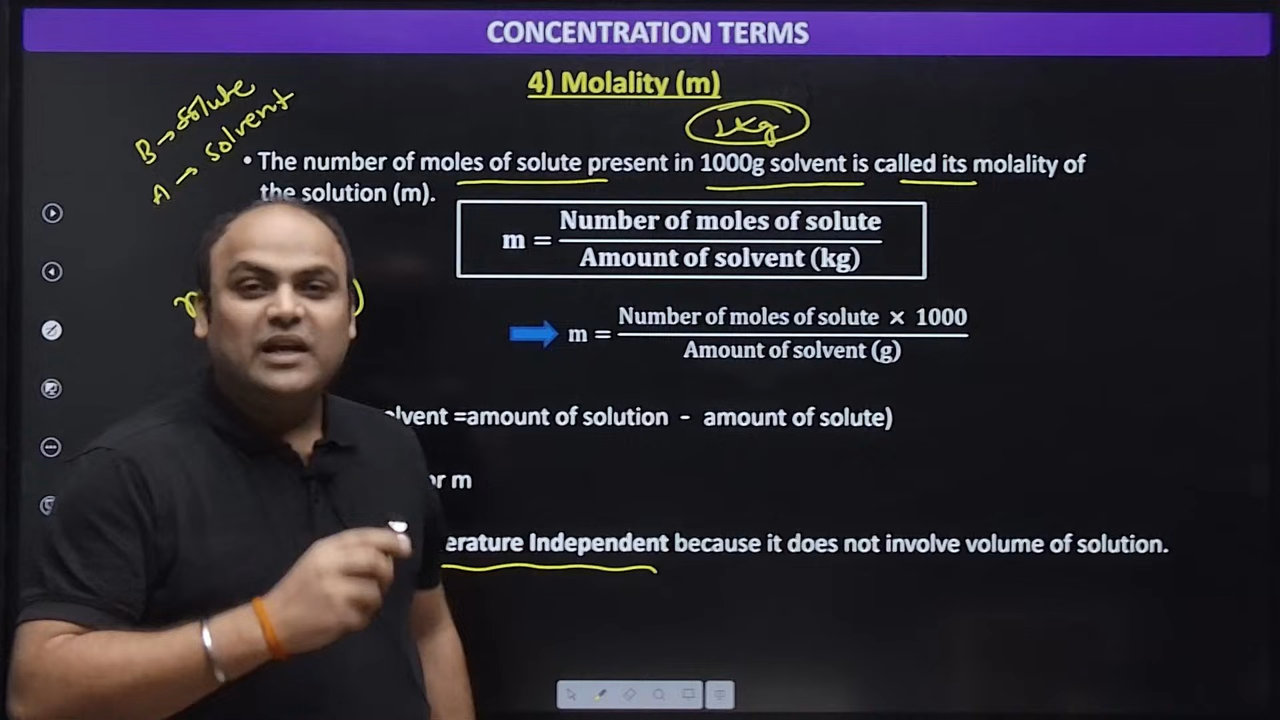 CONCENTRATION TERMS
4) Molality (m)
1kg
B → solute
A → solvent
• The number of moles of solute present in 1000g solvent is called its molality of
the solution (m).
m = Number of moles of solute
Amount of solvent (kg)
m = Number of moles of solute × 1000
Amount of solvent (g)
olvent =amount of solution - amount of solute)
or m
erature Independent because it does not involve volume of solution.